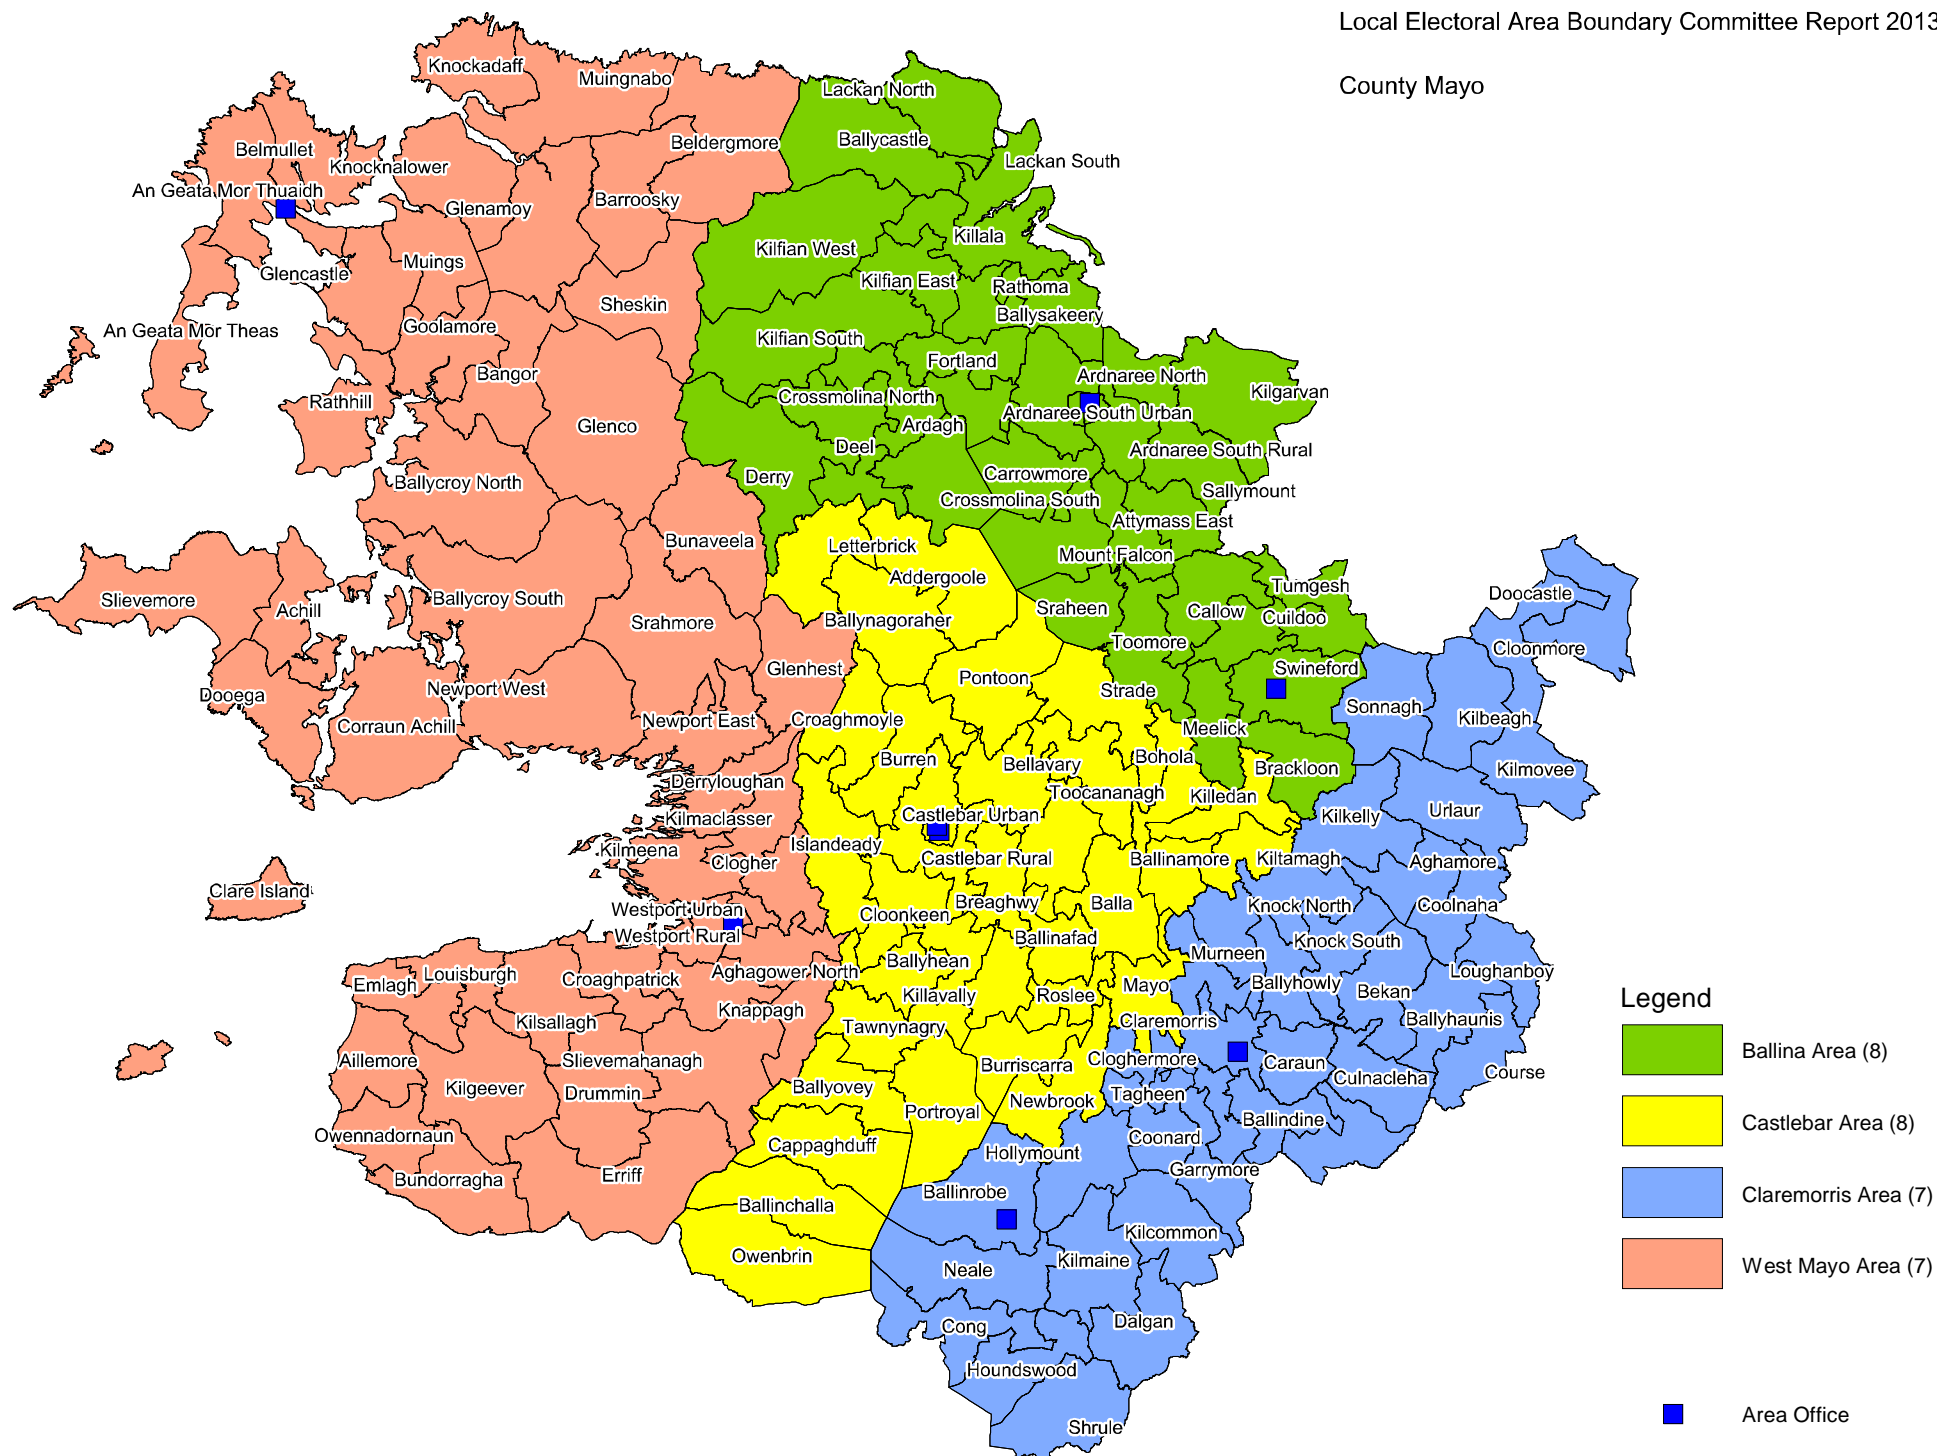 Local Electoral Area Boundary Committee Report 2013
County Mayo
Knockadaff
Muingnabo
Lackan North
Beldergmore
Ballycastle
Belmullet
Knocknalower
Lackan South
An Geata Mor Thuaidh
Barroosky
Glenamoy
Killala
Kilfian West
Muings
Glencastle
Kilfian East
Rathoma
Sheskin
Ballysakeery
Goolamore
An Geata Mor Theas
Kilfian South
Fortland
Bangor
Ardnaree North
Kilgarvan
Rathhill
Crossmolina North
Ardnaree South Urban
Glenco
Ardagh
Deel
Ardnaree South Rural
Derry
Carrowmore
Ballycroy North
Sallymount
Crossmolina South
Attymass East
Bunaveela
Letterbrick
Mount Falcon
Addergoole
Tumgesh
Doocastle
Slievemore
Achill
Ballycroy South
Sraheen
Callow
Cuildoo
Srahmore
Ballynagoraher
Toomore
Cloonmore
Glenhest
Swineford
Pontoon
Newport West
Strade
Dooega
Sonnagh
Corraun Achill
Newport East
Croaghmoyle
Kilbeagh
Meelick
Burren
Bellavary
Bohola
Brackloon
Kilmovee
Derryloughan
Toocananagh
Killedan
Urlaur
Kilmaclasser
Castlebar Urban
Kilkelly
Kilmeena
Islandeady
Clogher
Castlebar Rural
Ballinamore
Kiltamagh
Aghamore
Clare Island
Westport Urban
Breaghwy
Balla
Knock North
Coolnaha
Cloonkeen
Westport Rural
Ballinafad
Knock South
Murneen
Ballyhean
Louisburgh
Croaghpatrick
Aghagower North
Loughanboy
Emlagh
Killavally
Roslee
Mayo
Ballyhowly
Bekan
Legend
Knappagh
Kilsallagh
Tawnynagry
Claremorris
Ballyhaunis
Ballina Area (8)
Aillemore
Slievemahanagh
Burriscarra
Cloghermore
Caraun
Course
Kilgeever
Drummin
Ballyovey
Culnacleha
Newbrook
Tagheen
Portroyal
Ballindine
Castlebar Area (8)
Owennadornaun
Cappaghduff
Coonard
Hollymount
Bundorragha
Erriff
Garrymore
Ballinrobe
Claremorris Area (7)
Ballinchalla
Kilcommon
Owenbrin
Neale
Kilmaine
West Mayo Area (7)
Cong
Dalgan
Houndswood
Area Office
Shrule